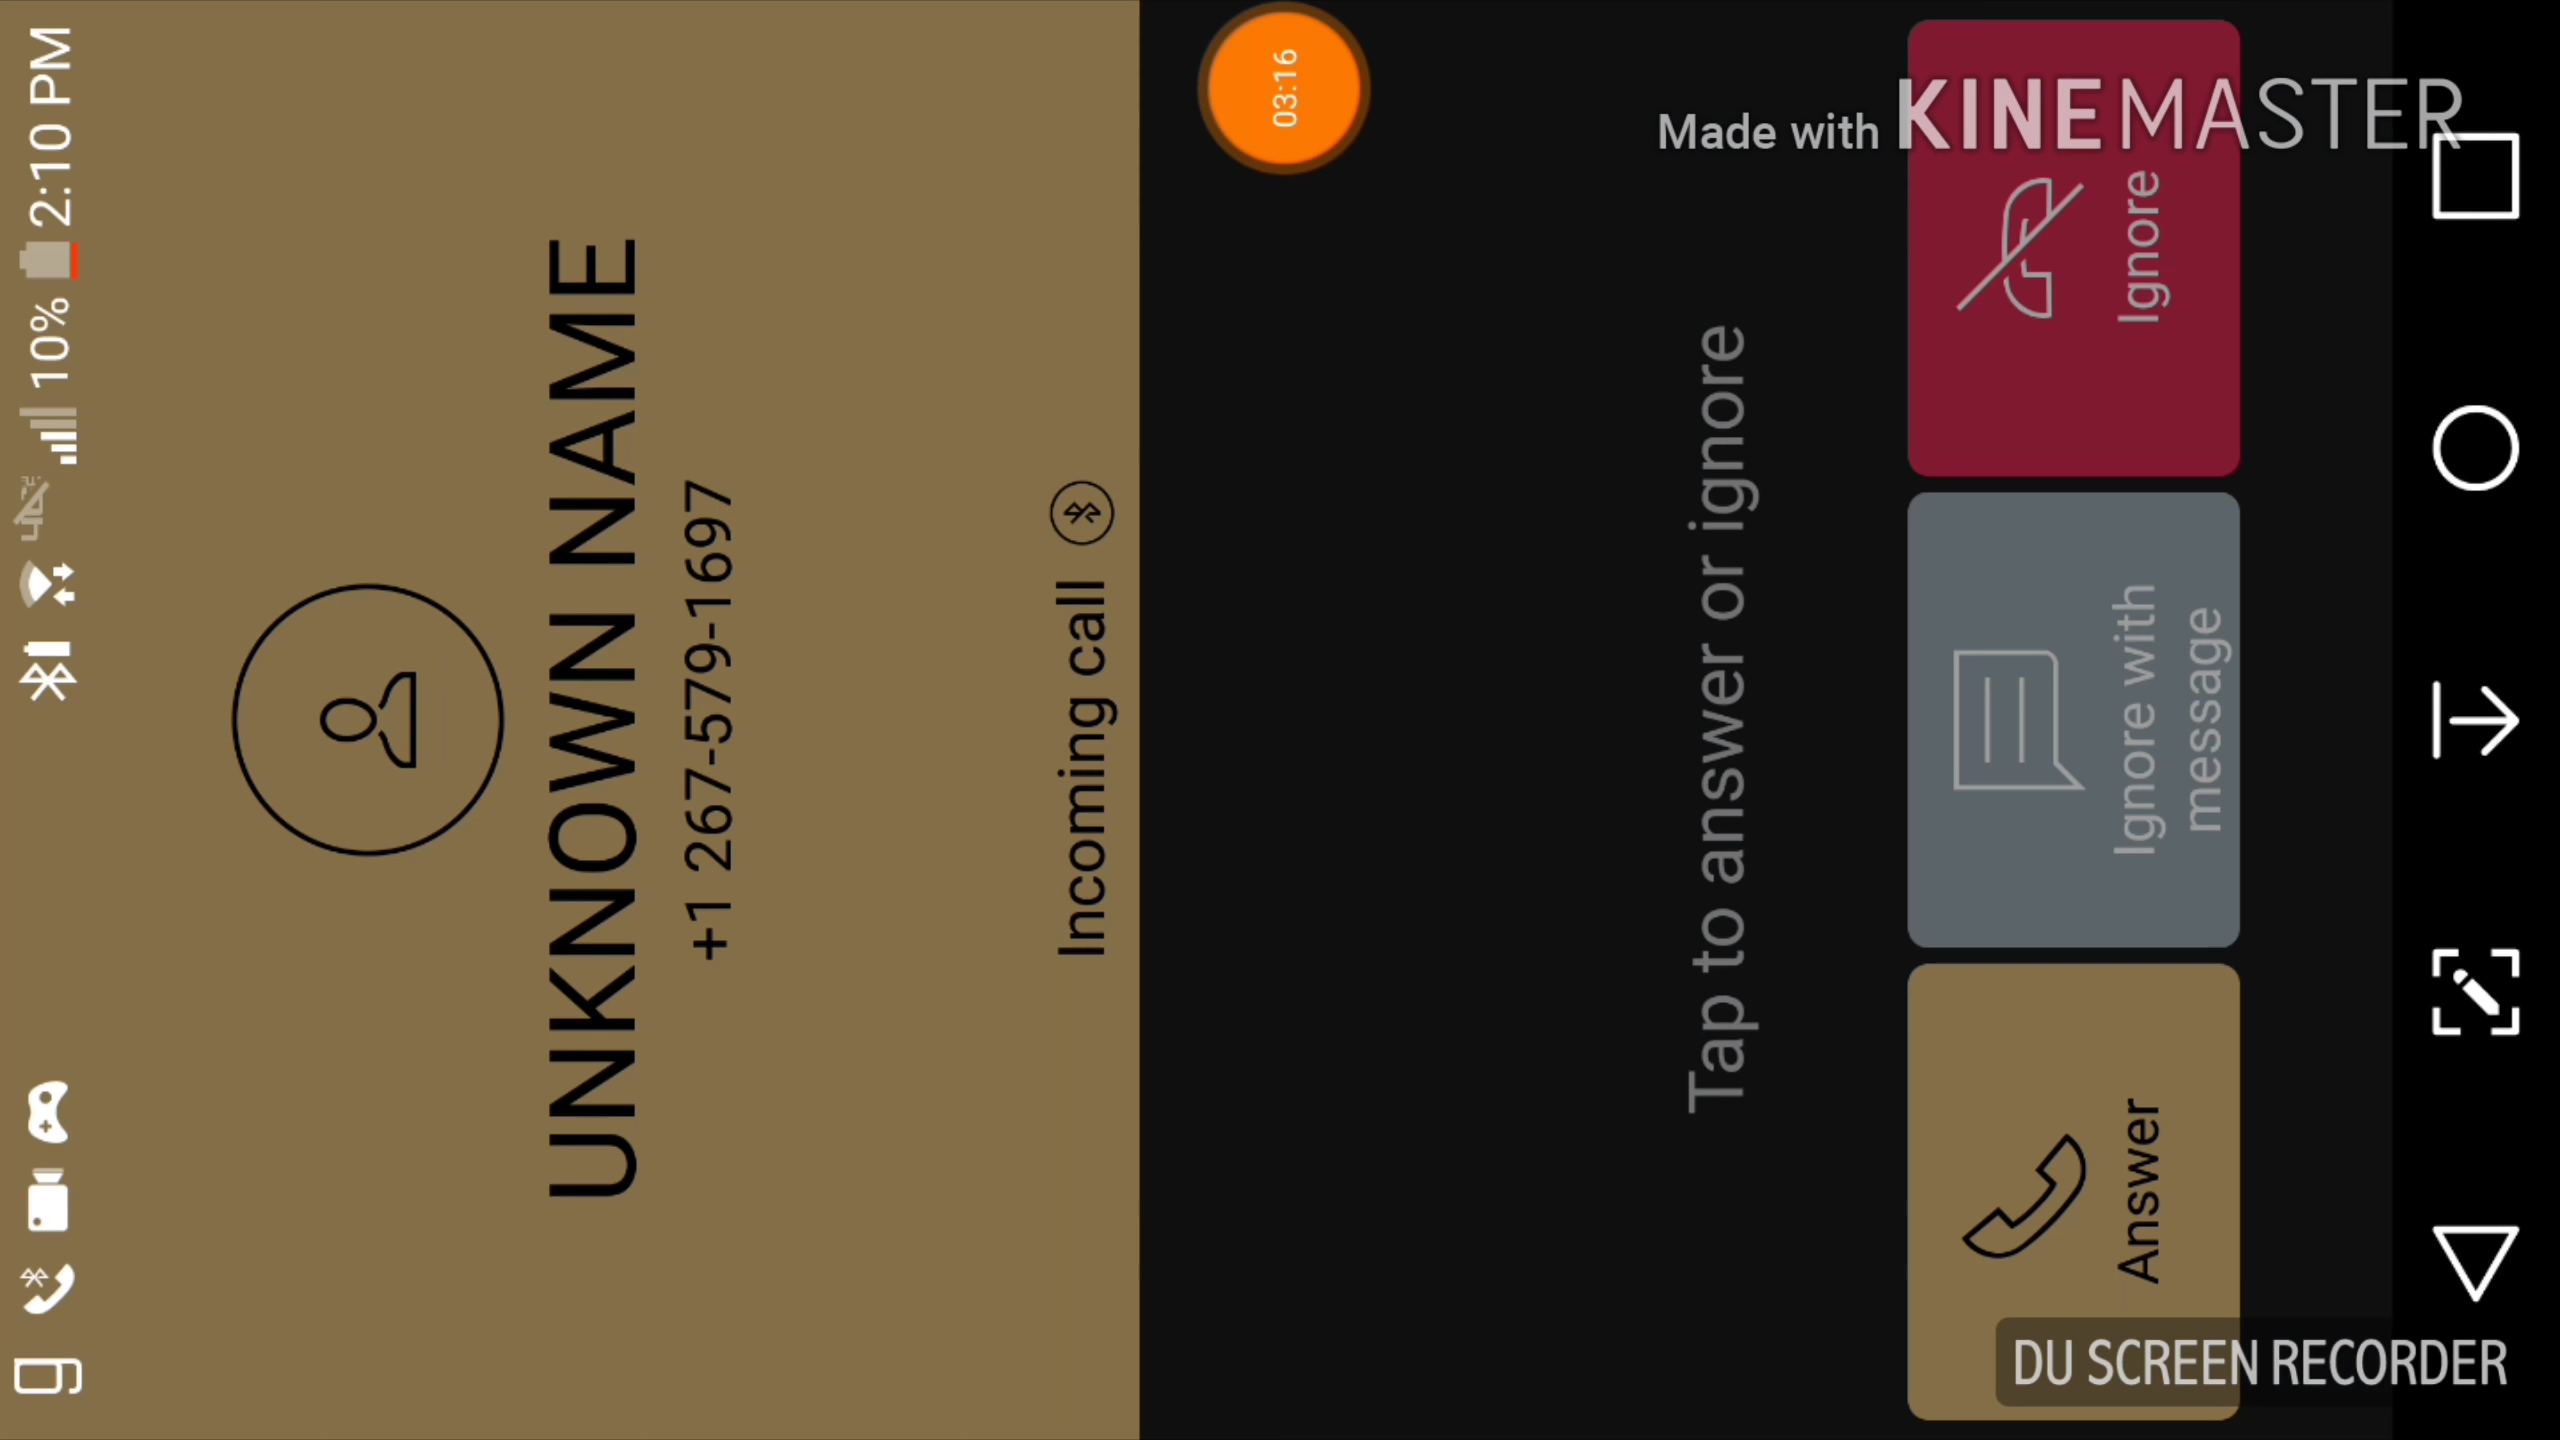 10% 2:10 PM
UNKNOWN NAME
+1 267-579-1697
Incoming call
03:16
Tap to answer or ignore
Answer
Ignore with
message
Ignore
Made with KINEMASTER
DU SCREEN RECORDER